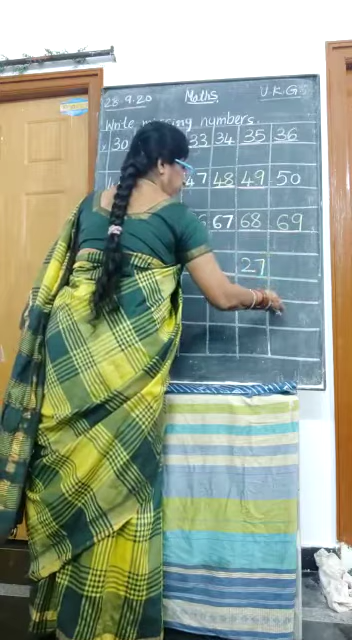 28.9.20 Maths U.K.G
Write missing numbers.
30 33 34 35 36
47 48 49 50
67 68 69
27